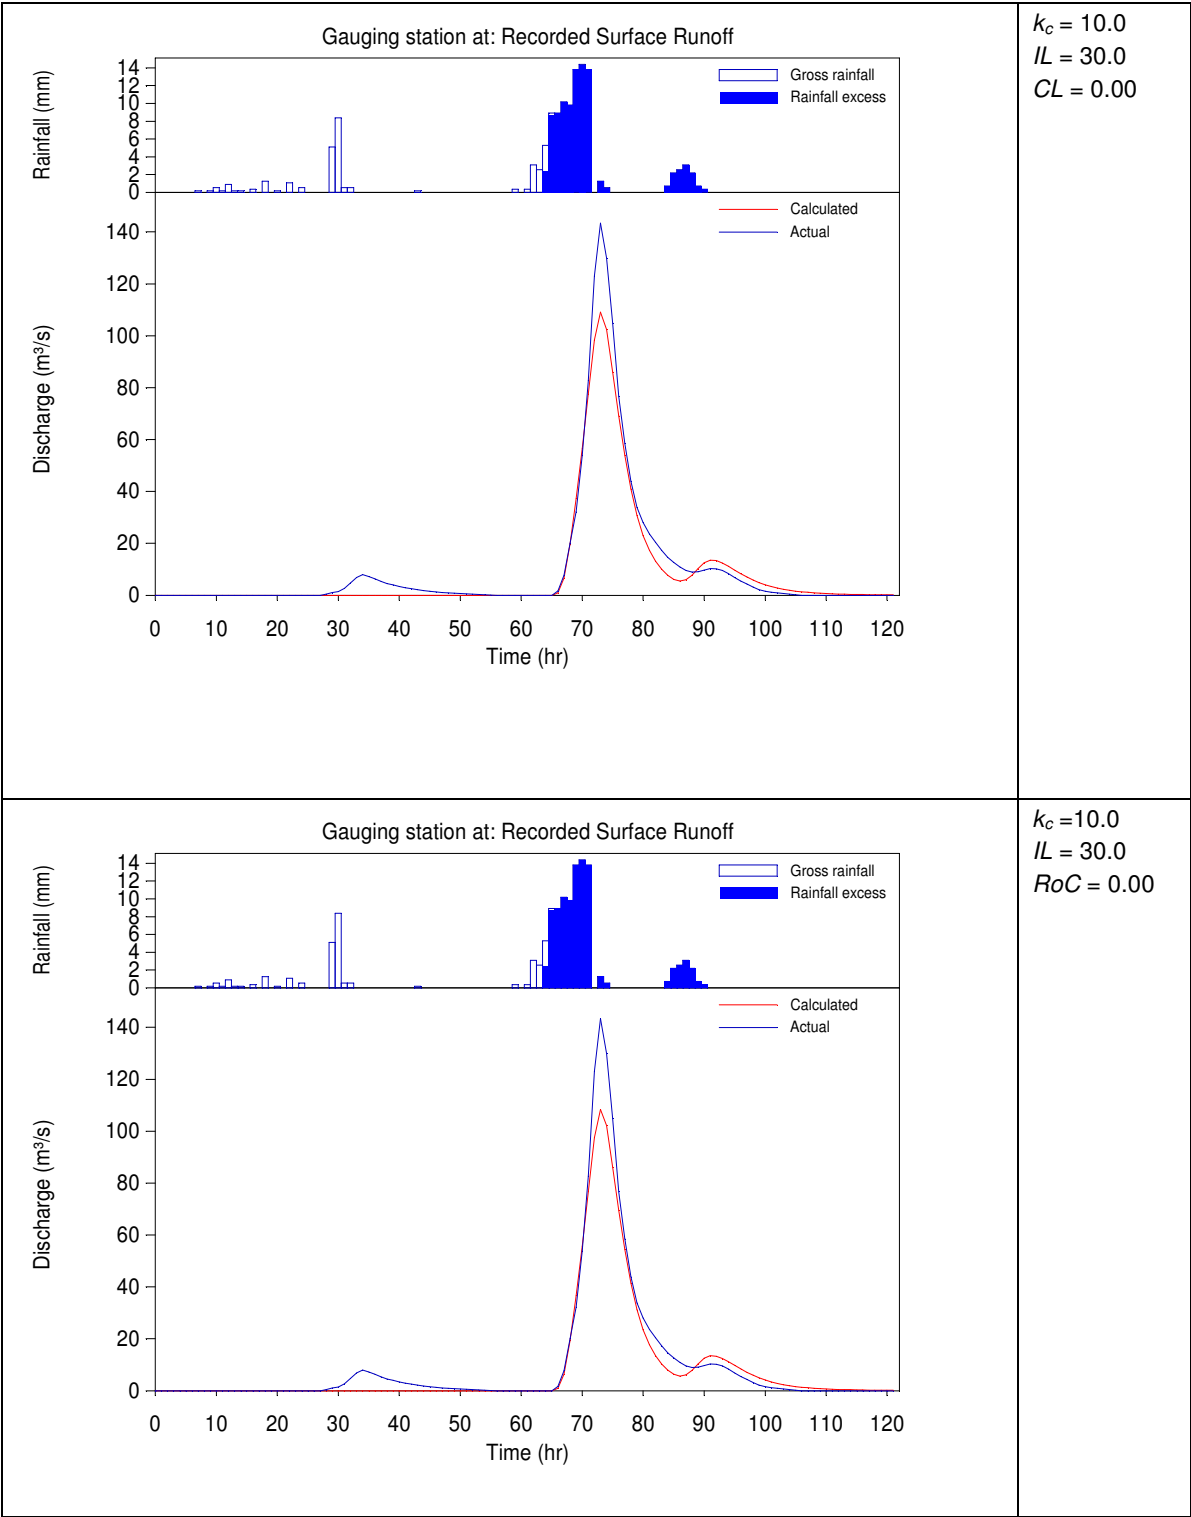 Gauging station at: Recorded Surface Runoff
k_c = 10.0
IL = 30.0
CL = 0.00
Rainfall (mm)
14
12
10
8
6
4
2
0
Gross rainfall
Rainfall excess
Discharge (m³/s)
140
120
100
80
60
40
20
0
Calculated
Actual
0 10 20 30 40 50 60 70 80 90 100 110 120
Time (hr)
Gauging station at: Recorded Surface Runoff
k_c =10.0
IL = 30.0
RoC = 0.00
Rainfall (mm)
14
12
10
8
6
4
2
0
Gross rainfall
Rainfall excess
Discharge (m³/s)
140
120
100
80
60
40
20
0
Calculated
Actual
0 10 20 30 40 50 60 70 80 90 100 110 120
Time (hr)